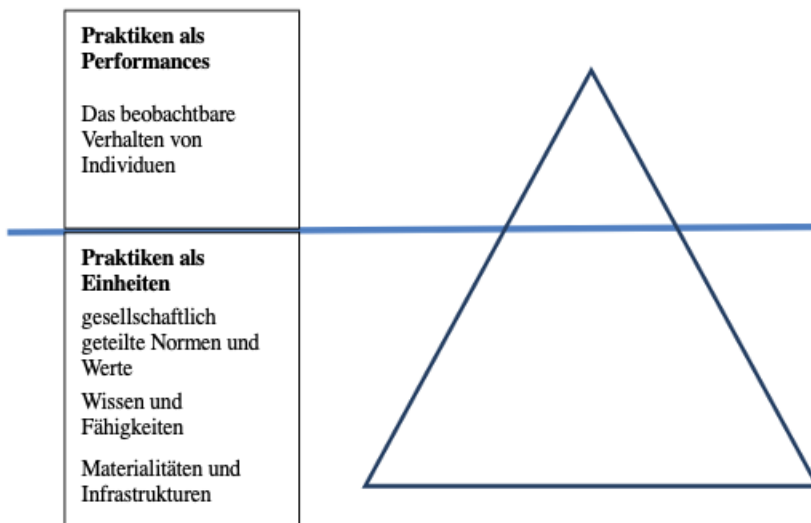 Praktiken als
Performances
Das beobachtbare
Verhalten von
Individuen
Praktiken als
Einheiten
gesellschaftlich
geteilte Normen und
Werte
Wissen und
Fähigkeiten
Materialitäten und
Infrastrukturen